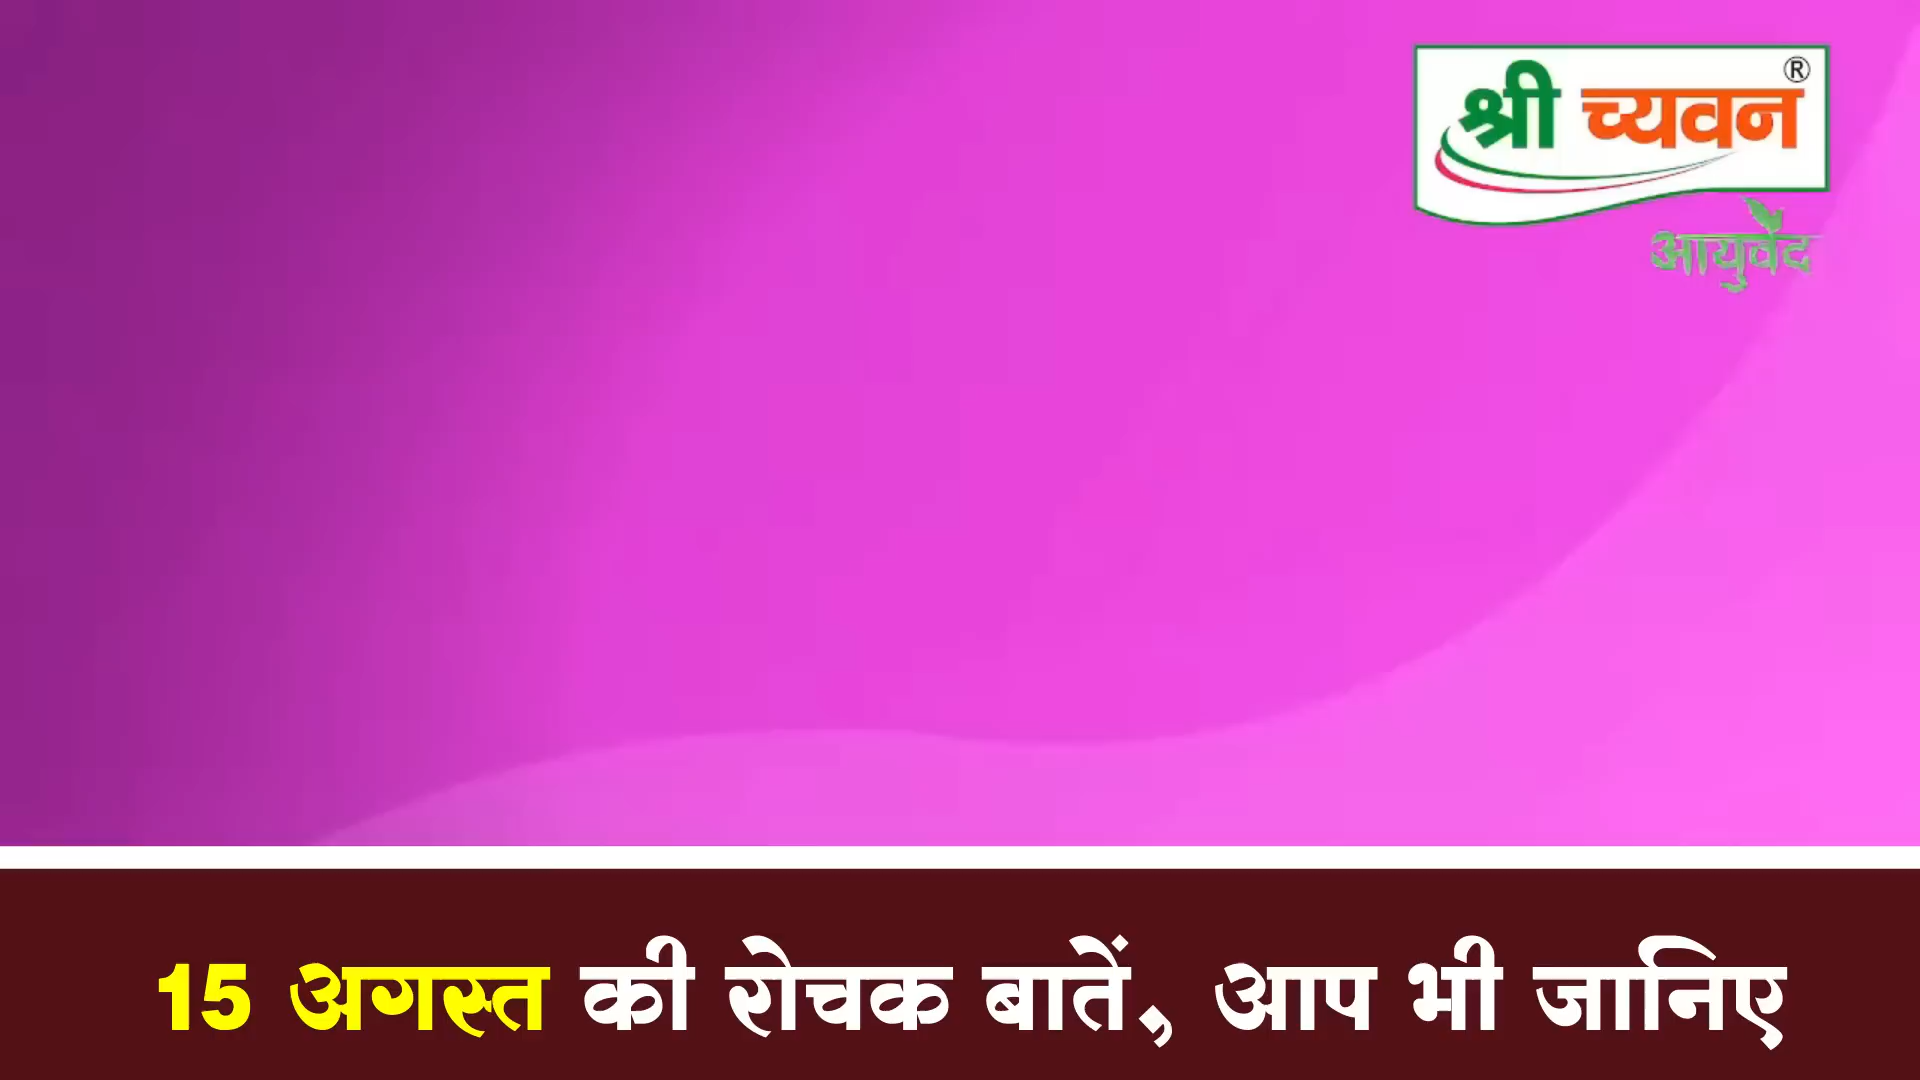 श्री च्यवन ®
आयुर्वेद
15 अगस्त की रोचक बातें, आप भी जानिए